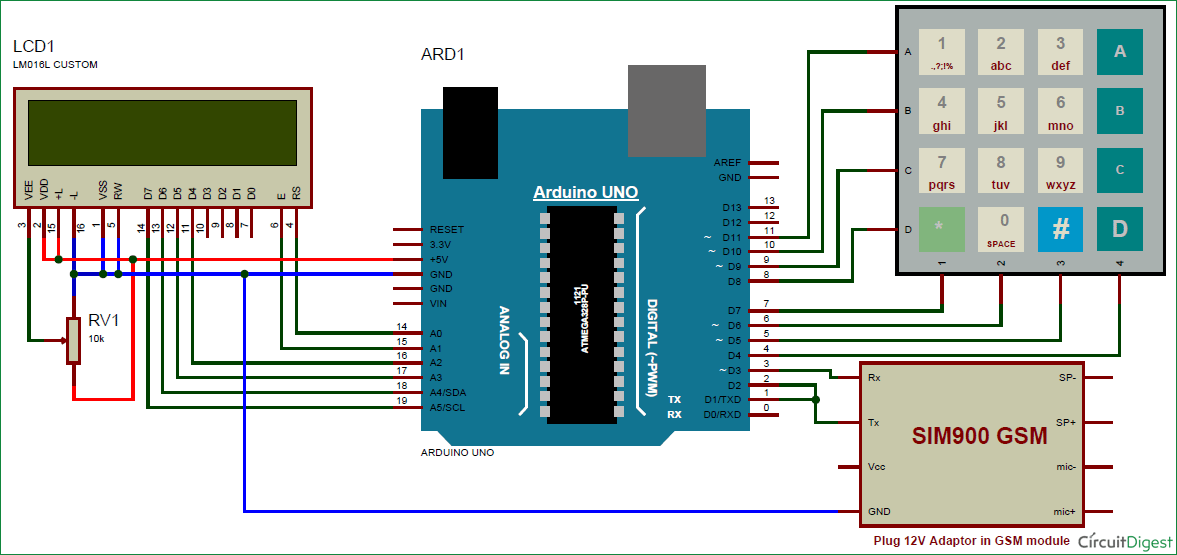 LCD1
LM016L CUSTOM
VEE VDD +L -L VSS RW D7 D6 D5 D4 D3 D2 D1 D0 E RS
3 2 15 16 1 5 14 13 12 11 10 9 8 7 6 4
RV1
10k
ARD1
Arduino UNO
1121
ATMEGA328P-PU
RESET
3.3V
+5V
GND
GND
VIN
14 A0
15 A1
16 A2
17 A3
18 A4/SDA
19 A5/SCL
ANALOG IN
DIGITAL (~PWM)
AREF
GND
D13 13
D12 12
~ D11 11
~ D10 10
~ D9 9
D8 8
D7 7
~ D6 6
~ D5 5
D4 4
~ D3 3
D2 2
TX D1/TXD 1
RX D0/RXD 0
ARDUINO UNO
A
1 2 3 A
.,?;!% abc def
B
4 5 6 B
ghi jkl mno
C
7 8 9 C
pqrs tuv wxyz
D
* 0 # D
SPACE
1 2 3 4
Rx SP-
Tx SP+
SIM900 GSM
Vcc mic-
GND mic+
Plug 12V Adaptor in GSM module
CircuitDigest